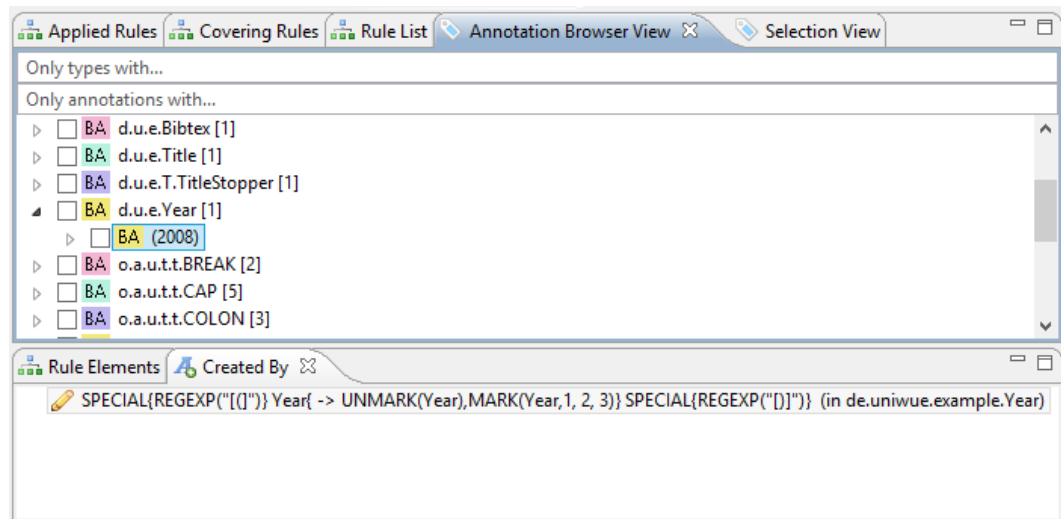 Applied Rules Covering Rules Rule List Annotation Browser View Selection View
Only types with...
Only annotations with...
BA d.u.e.Bibtex [1]
BA d.u.e.Title [1]
BA d.u.e.T.TitleStopper [1]
BA d.u.e.Year [1]
BA (2008)
BA o.a.u.t.t.BREAK [2]
BA o.a.u.t.t.CAP [5]
BA o.a.u.t.t.COLON [3]
Rule Elements Created By
SPECIAL{REGEXP("[(]")} Year{ -> UNMARK(Year),MARK(Year,1, 2, 3)} SPECIAL{REGEXP("[)]")} (in de.uniwue.example.Year)